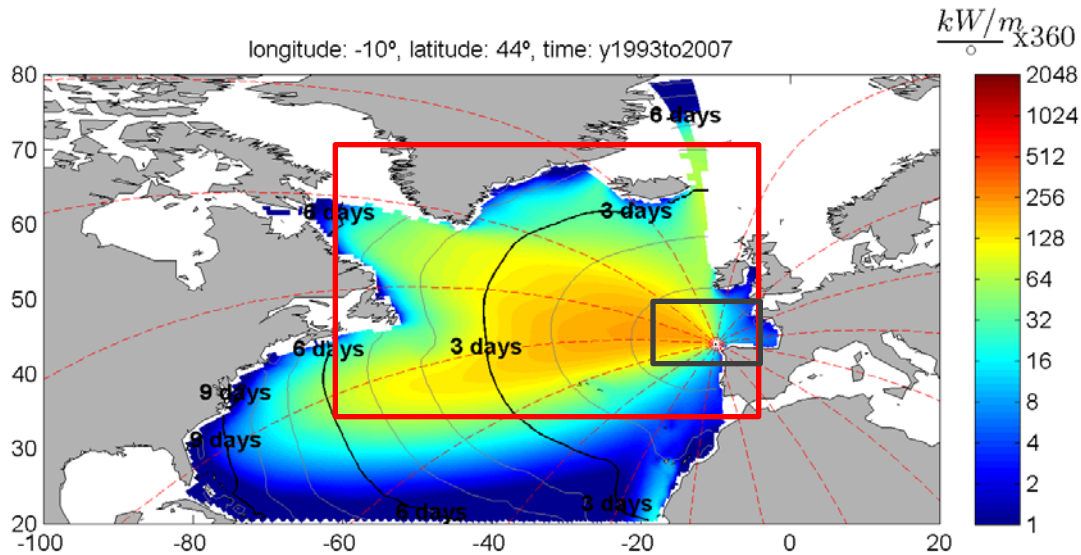 kW/m
° x360
longitude: -10º, latitude: 44º, time: y1993to2007
80
70
60
50
40
30
20
-100
-80
-60
-40
-20
0
20
6 days
6 days
3 days
6 days
3 days
9 days
9 days
6 days
3 days
2048
1024
512
256
128
64
32
16
8
4
2
1